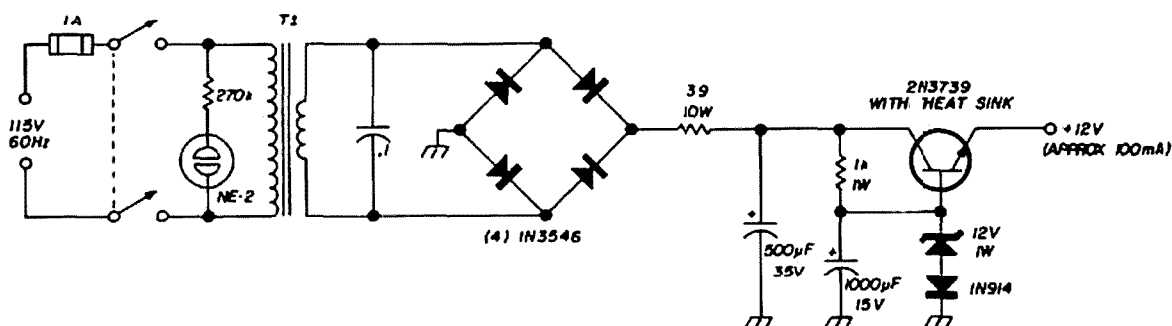 1A
T1
115V
60Hz
270k
NE-2
.1
(4) 1N3546
39
10W
500µF
35V
1k
1W
1000µF
15V
2N3739
WITH HEAT SINK
+12V
(APPROX 100mA)
12V
1W
1N914